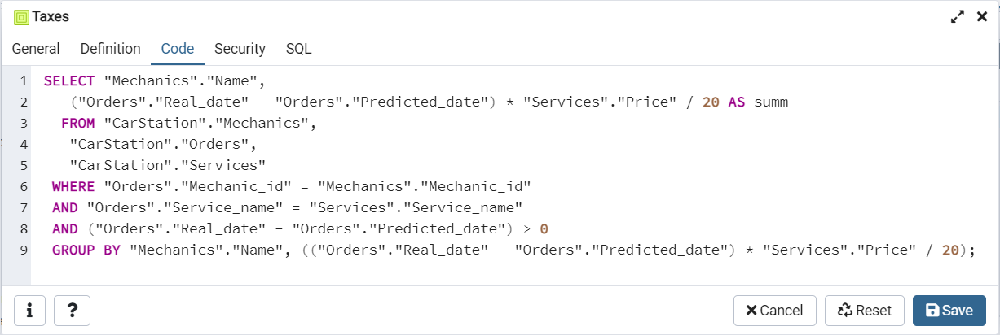 Taxes
General Definition Code Security SQL
1 SELECT "Mechanics"."Name",
2 ("Orders"."Real_date" - "Orders"."Predicted_date") * "Services"."Price" / 20 AS summ
3 FROM "CarStation"."Mechanics",
4 "CarStation"."Orders",
5 "CarStation"."Services"
6 WHERE "Orders"."Mechanic_id" = "Mechanics"."Mechanic_id"
7 AND "Orders"."Service_name" = "Services"."Service_name"
8 AND ("Orders"."Real_date" - "Orders"."Predicted_date") > 0
9 GROUP BY "Mechanics"."Name", (("Orders"."Real_date" - "Orders"."Predicted_date") * "Services"."Price" / 20);
i ? Cancel Reset Save